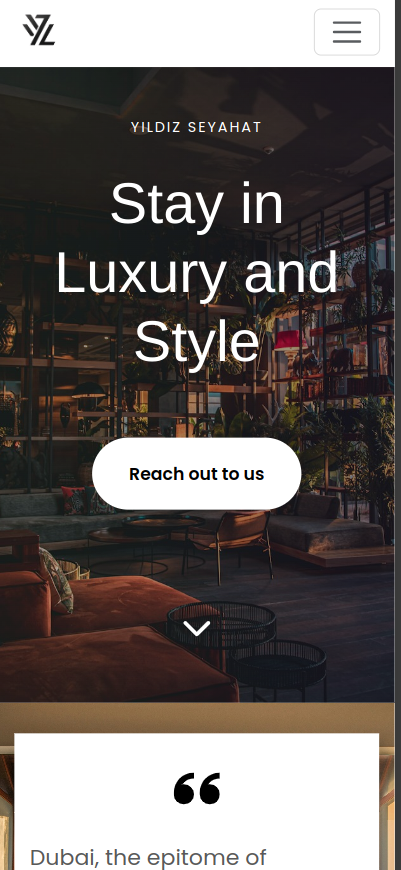 YZ
YILDIZ SEYAHAT
Stay in
Luxury and
Style
Reach out to us
“
Dubai, the epitome of